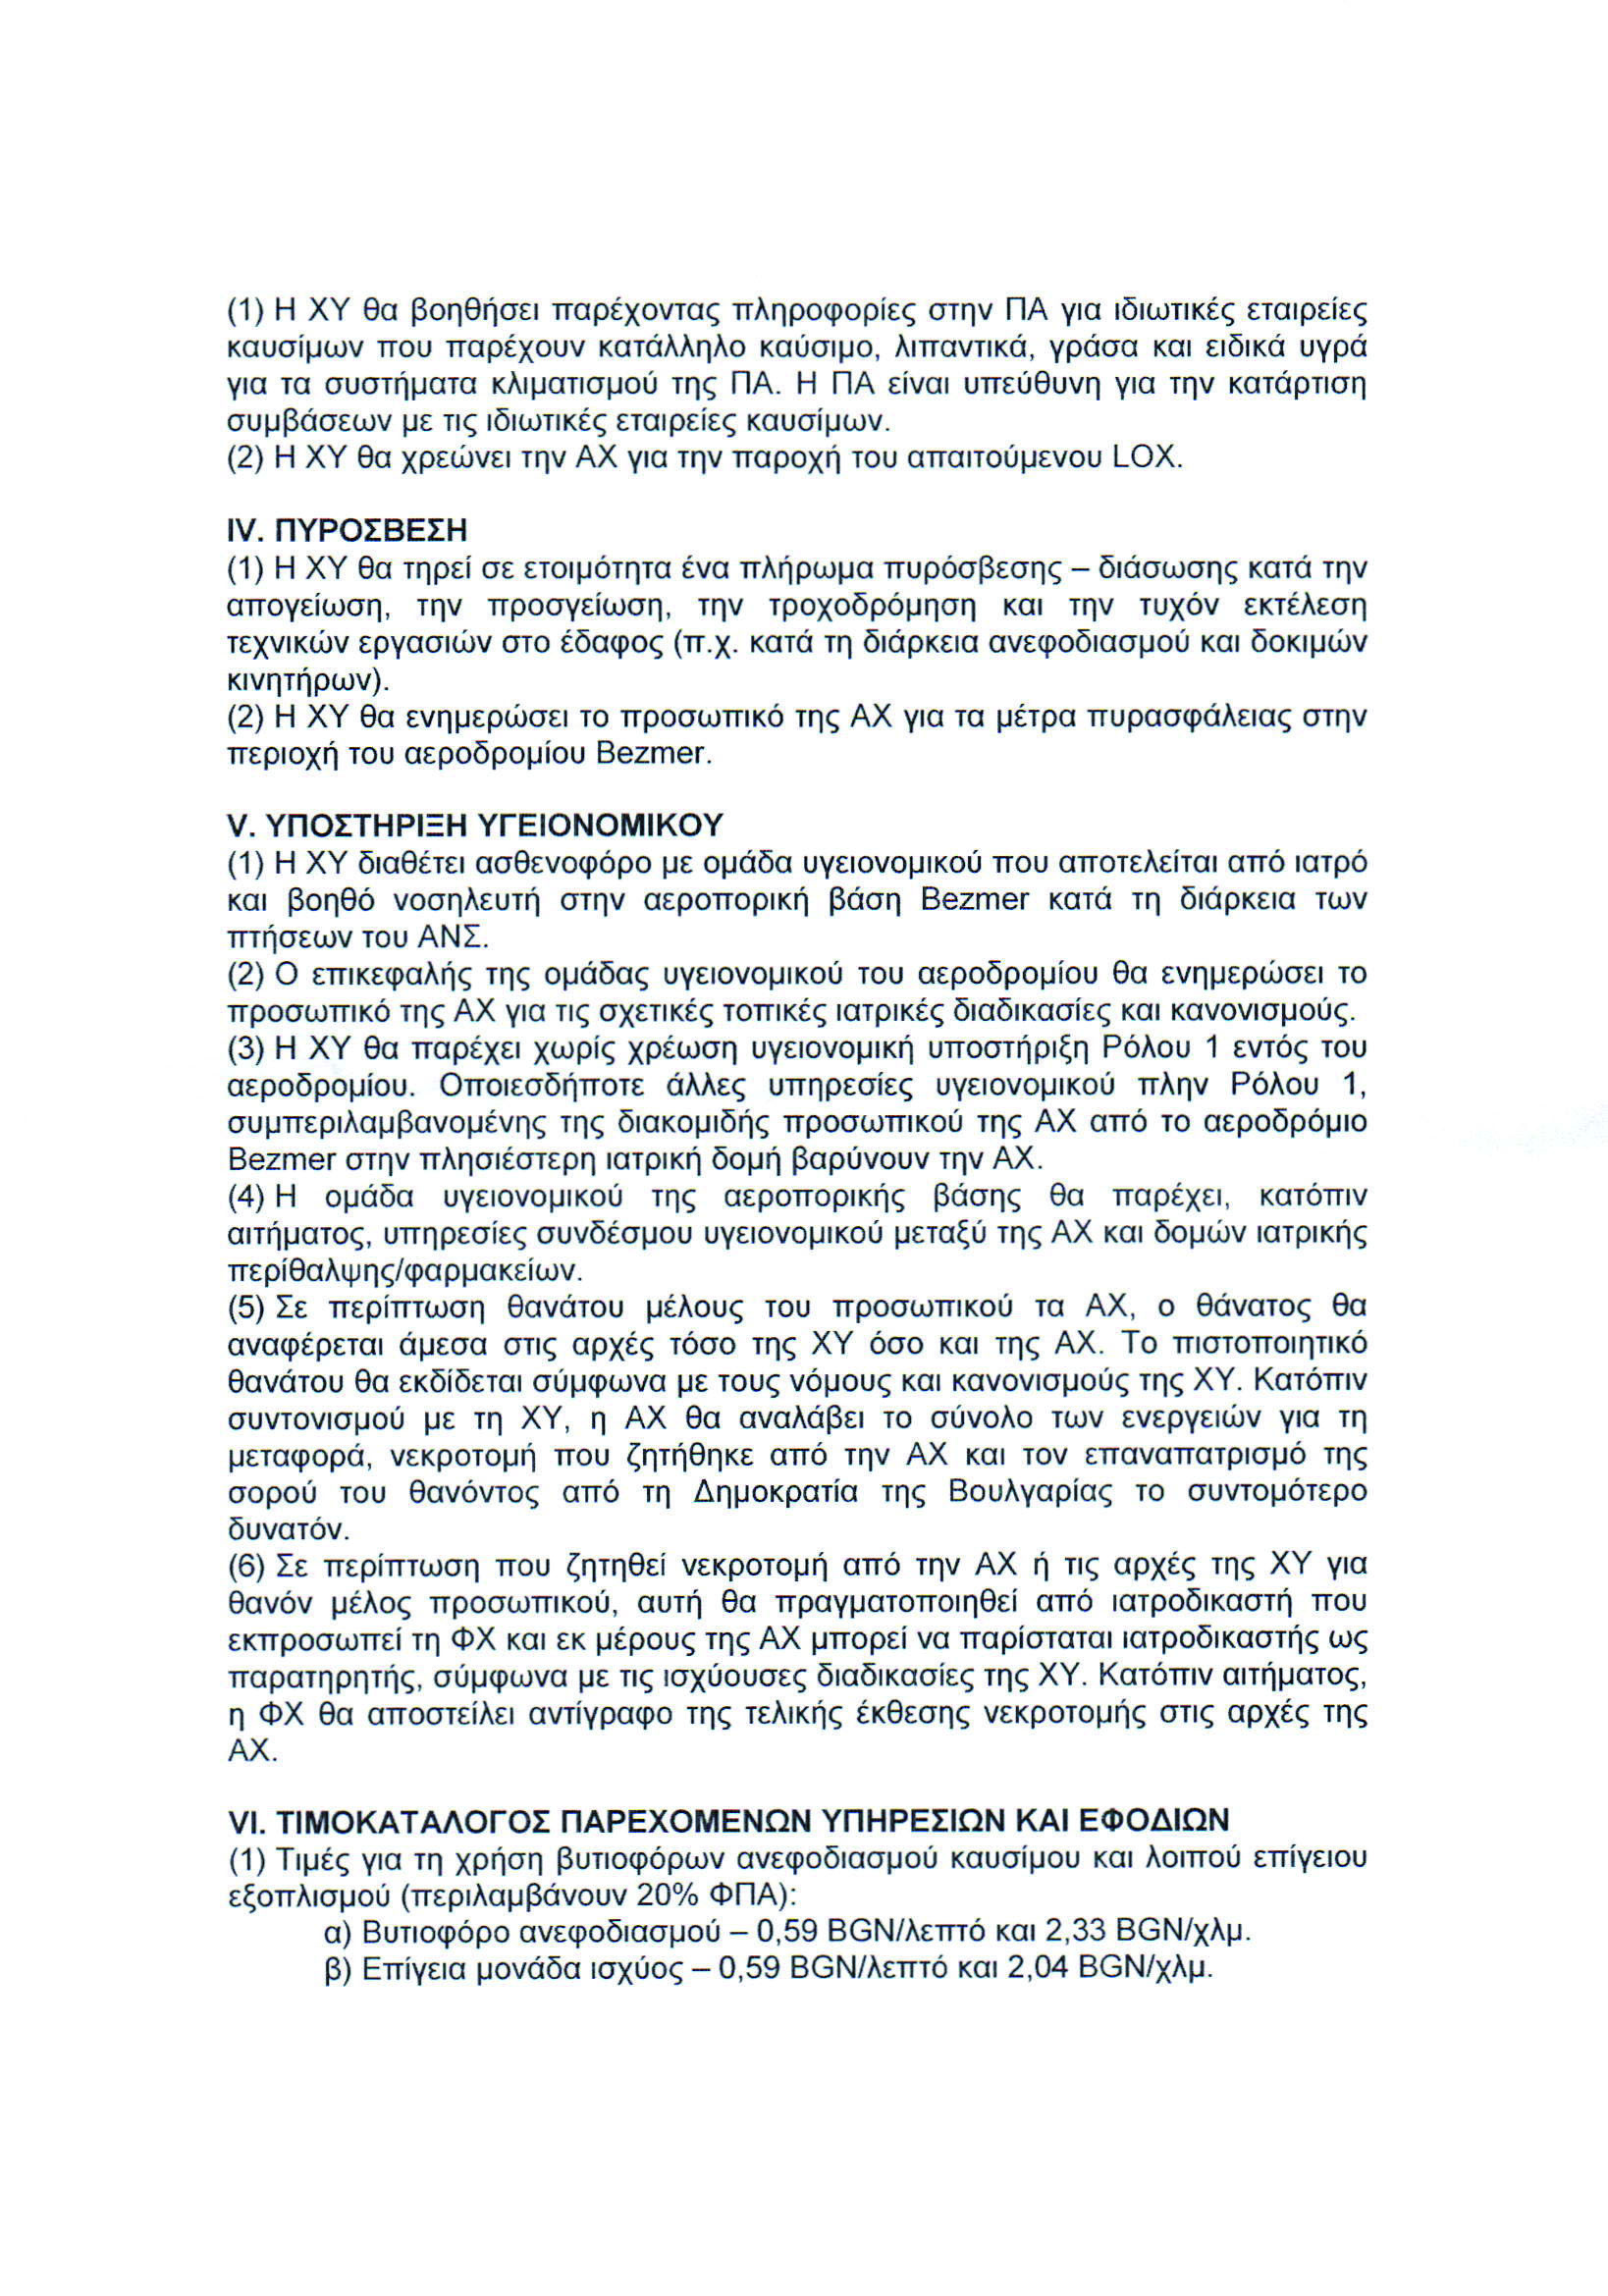 (1) Η ΧΥ θα βοηθήσει παρέχοντας πληροφορίες στην ΠΑ για ιδιωτικές εταιρείες
καυσίμων που παρέχουν κατάλληλο καύσιμο, λιπαντικά, γράσα και ειδικά υγρά
για τα συστήματα κλιματισμού της ΠΑ. Η ΠΑ είναι υπεύθυνη για την κατάρτιση
συμβάσεων με τις ιδιωτικές εταιρείες καυσίμων.
(2) Η ΧΥ θα χρεώνει την ΑΧ για την παροχή του απαιτούμενου LOX.
IV. ΠΥΡΟΣΒΕΣΗ
(1) Η ΧΥ θα τηρεί σε ετοιμότητα ένα πλήρωμα πυρόσβεσης – διάσωσης κατά την
απογείωση, την προσγείωση, την τροχοδρόμηση και την τυχόν εκτέλεση
τεχνικών εργασιών στο έδαφος (π.χ. κατά τη διάρκεια ανεφοδιασμού και δοκιμών
κινητήρων).
(2) Η ΧΥ θα ενημερώσει το προσωπικό της ΑΧ για τα μέτρα πυρασφάλειας στην
περιοχή του αεροδρομίου Bezmer.
V. ΥΠΟΣΤΗΡΙΞΗ ΥΓΕΙΟΝΟΜΙΚΟΥ
(1) Η ΧΥ διαθέτει ασθενοφόρο με ομάδα υγειονομικού που αποτελείται από ιατρό
και βοηθό νοσηλευτή στην αεροπορική βάση Bezmer κατά τη διάρκεια των
πτήσεων του ΑΝΣ.
(2) Ο επικεφαλής της ομάδας υγειονομικού του αεροδρομίου θα ενημερώσει το
προσωπικό της ΑΧ για τις σχετικές τοπικές ιατρικές διαδικασίες και κανονισμούς.
(3) Η ΧΥ θα παρέχει χωρίς χρέωση υγειονομική υποστήριξη Ρόλου 1 εντός του
αεροδρομίου. Οποιεσδήποτε άλλες υπηρεσίες υγειονομικού πλην Ρόλου 1,
συμπεριλαμβανομένης της διακομιδής προσωπικού της ΑΧ από το αεροδρόμιο
Bezmer στην πλησιέστερη ιατρική δομή βαρύνουν την ΑΧ.
(4) Η ομάδα υγειονομικού της αεροπορικής βάσης θα παρέχει, κατόπιν
αιτήματος, υπηρεσίες συνδέσμου υγειονομικού μεταξύ της ΑΧ και δομών ιατρικής
περίθαλψης/φαρμακείων.
(5) Σε περίπτωση θανάτου μέλους του προσωπικού τα ΑΧ, ο θάνατος θα
αναφέρεται άμεσα στις αρχές τόσο της ΧΥ όσο και της ΑΧ. Το πιστοποιητικό
θανάτου θα εκδίδεται σύμφωνα με τους νόμους και κανονισμούς της ΧΥ. Κατόπιν
συντονισμού με τη ΧΥ, η ΑΧ θα αναλάβει το σύνολο των ενεργειών για τη
μεταφορά, νεκροτομή που ζητήθηκε από την ΑΧ και τον επαναπατρισμό της
σορού του θανόντος από τη Δημοκρατία της Βουλγαρίας το συντομότερο
δυνατόν.
(6) Σε περίπτωση που ζητηθεί νεκροτομή από την ΑΧ ή τις αρχές της ΧΥ για
θανόν μέλος προσωπικού, αυτή θα πραγματοποιηθεί από ιατροδικαστή που
εκπροσωπεί τη ΦΧ και εκ μέρους της ΑΧ μπορεί να παρίσταται ιατροδικαστής ως
παρατηρητής, σύμφωνα με τις ισχύουσες διαδικασίες της ΧΥ. Κατόπιν αιτήματος,
η ΦΧ θα αποστείλει αντίγραφο της τελικής έκθεσης νεκροτομής στις αρχές της
ΑΧ.
VI. ΤΙΜΟΚΑΤΑΛΟΓΟΣ ΠΑΡΕΧΟΜΕΝΩΝ ΥΠΗΡΕΣΙΩΝ ΚΑΙ ΕΦΟΔΙΩΝ
(1) Τιμές για τη χρήση βυτιοφόρων ανεφοδιασμού καυσίμου και λοιπού επίγειου
εξοπλισμού (περιλαμβάνουν 20% ΦΠΑ):
α) Βυτιοφόρο ανεφοδιασμού – 0,59 BGN/λεπτό και 2,33 BGN/χλμ.
β) Επίγεια μονάδα ισχύος – 0,59 BGN/λεπτό και 2,04 BGN/χλμ.